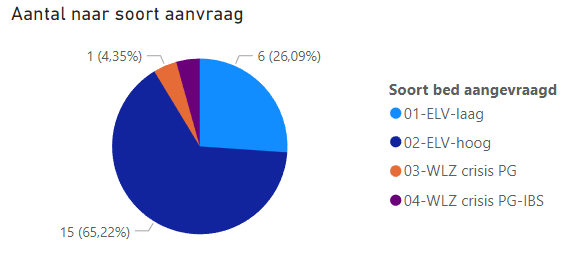 Aantal naar soort aanvraag
1 (4,35%)
6 (26,09%)
15 (65,22%)
Soort bed aangevraagd
01-ELV-laag
02-ELV-hoog
03-WLZ crisis PG
04-WLZ crisis PG-IBS